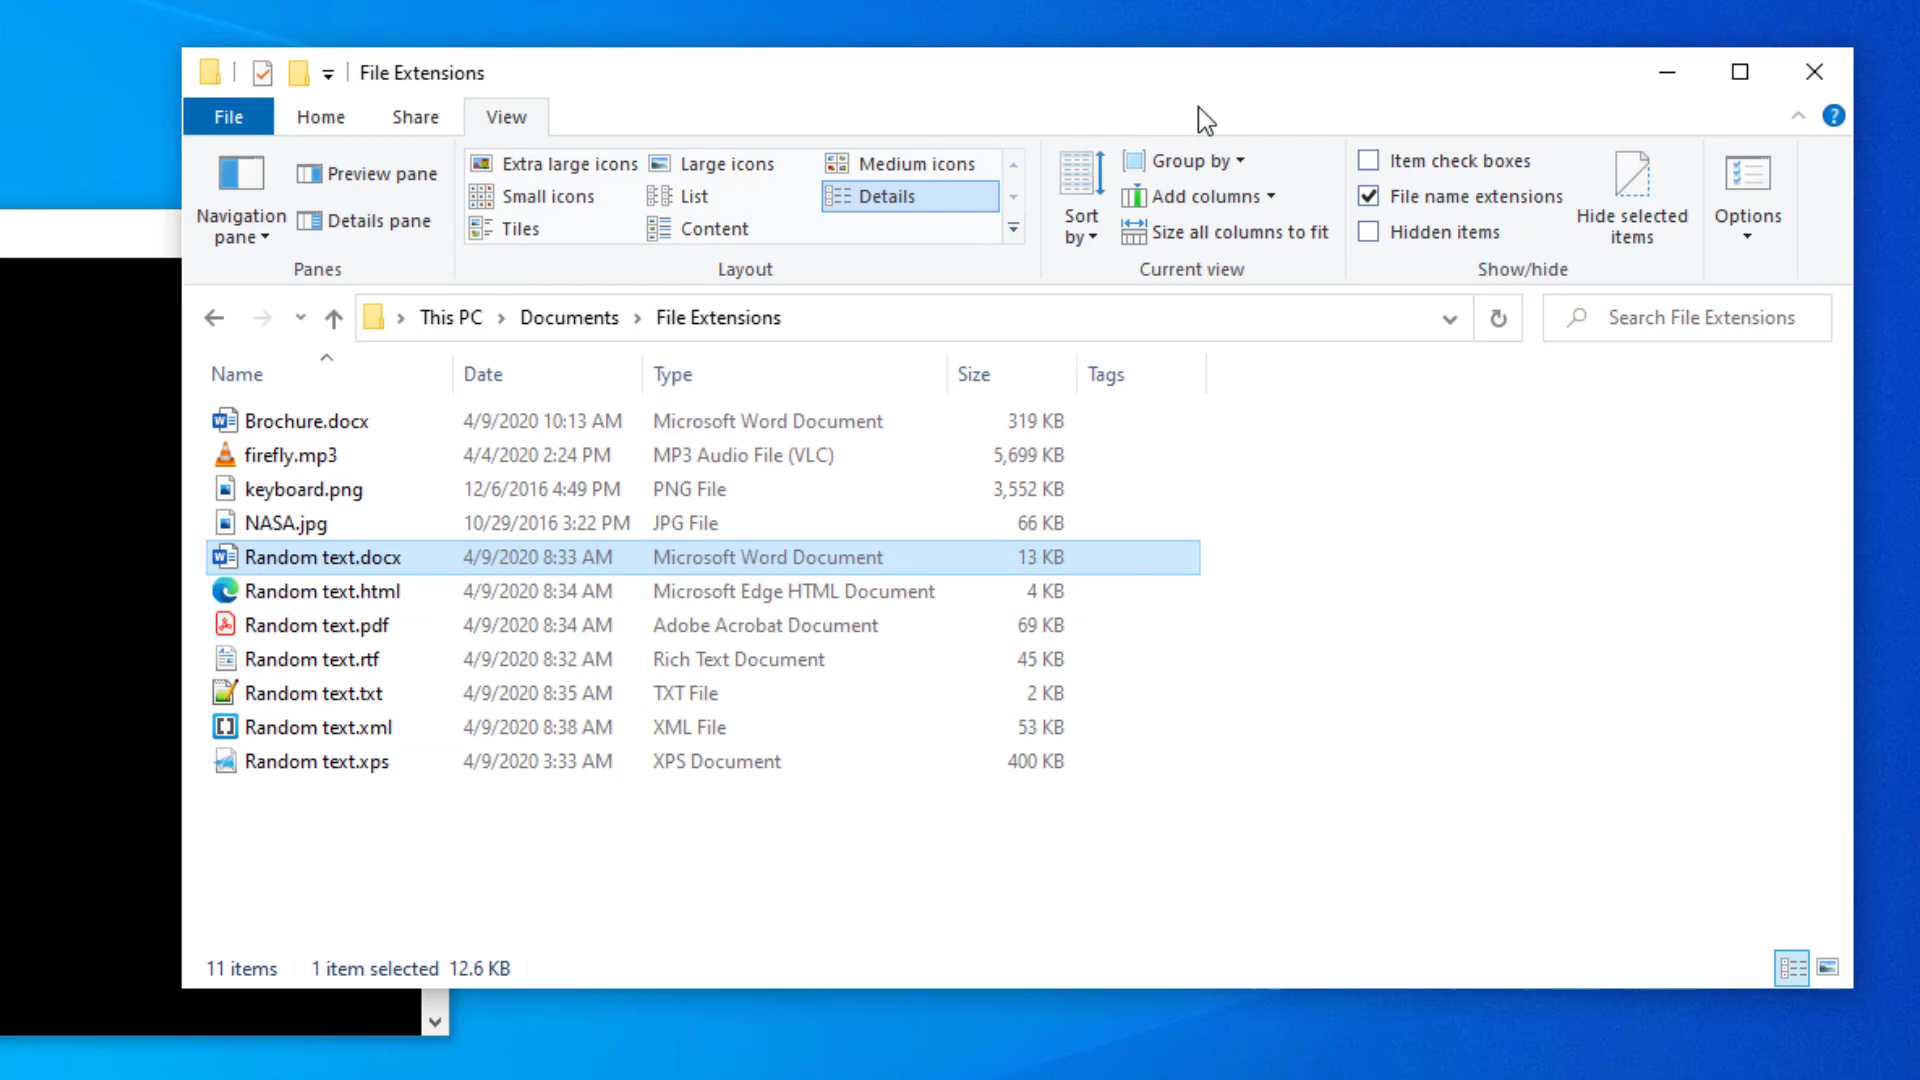 File Extensions
File Home Share View
Navigation pane
Preview pane
Details pane
Panes
Extra large icons Large icons Medium icons
Small icons List Details
Tiles Content
Layout
Sort by
Group by
Add columns
Size all columns to fit
Current view
Item check boxes
File name extensions
Hidden items
Hide selected items
Show/hide
Options
This PC Documents File Extensions
Search File Extensions
Name Date Type Size Tags
Brochure.docx 4/9/2020 10:13 AM Microsoft Word Document 319 KB
firefly.mp3 4/4/2020 2:24 PM MP3 Audio File (VLC) 5,699 KB
keyboard.png 12/6/2016 4:49 PM PNG File 3,552 KB
NASA.jpg 10/29/2016 3:22 PM JPG File 66 KB
Random text.docx 4/9/2020 8:33 AM Microsoft Word Document 13 KB
Random text.html 4/9/2020 8:34 AM Microsoft Edge HTML Document 4 KB
Random text.pdf 4/9/2020 8:34 AM Adobe Acrobat Document 69 KB
Random text.rtf 4/9/2020 8:32 AM Rich Text Document 45 KB
Random text.txt 4/9/2020 8:35 AM TXT File 2 KB
Random text.xml 4/9/2020 8:38 AM XML File 53 KB
Random text.xps 4/9/2020 3:33 AM XPS Document 400 KB
11 items 1 item selected 12.6 KB